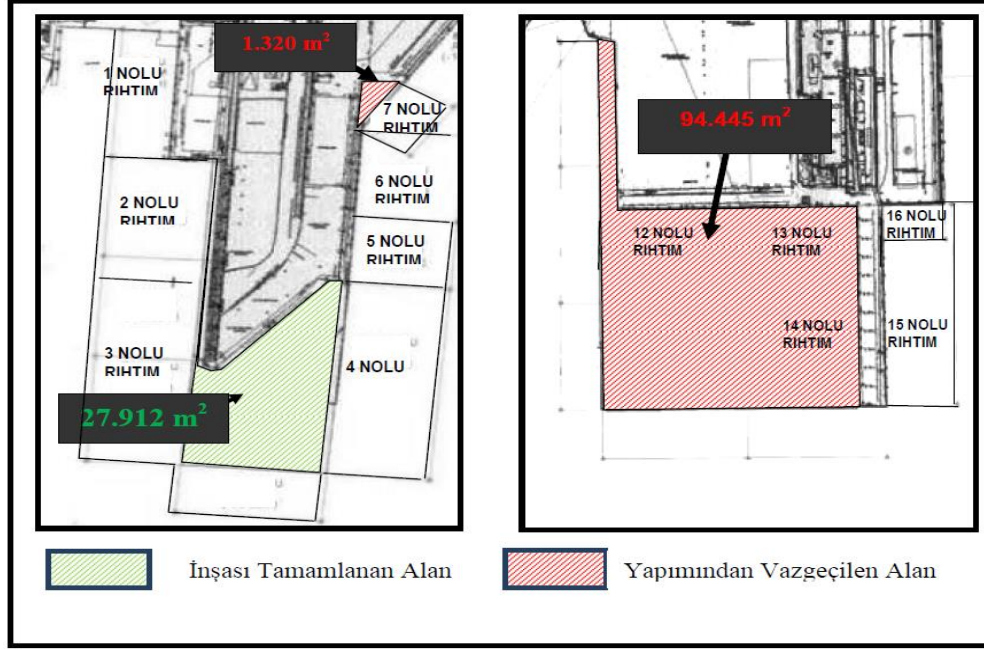 1.320 m²
1 NOLU
RIHTIM
7 NOLU
RIHTIM
6 NOLU
RIHTIM
2 NOLU
RIHTIM
5 NOLU
RIHTIM
3 NOLU
RIHTIM
4 NOLU
27.912 m²
94.445 m²
12 NOLU
RIHTIM
13 NOLU
RIHTIM
16 NOLU
RIHTIM
14 NOLU
RIHTIM
15 NOLU
RIHTIM
İnşası Tamamlanan Alan
Yapımından Vazgeçilen Alan